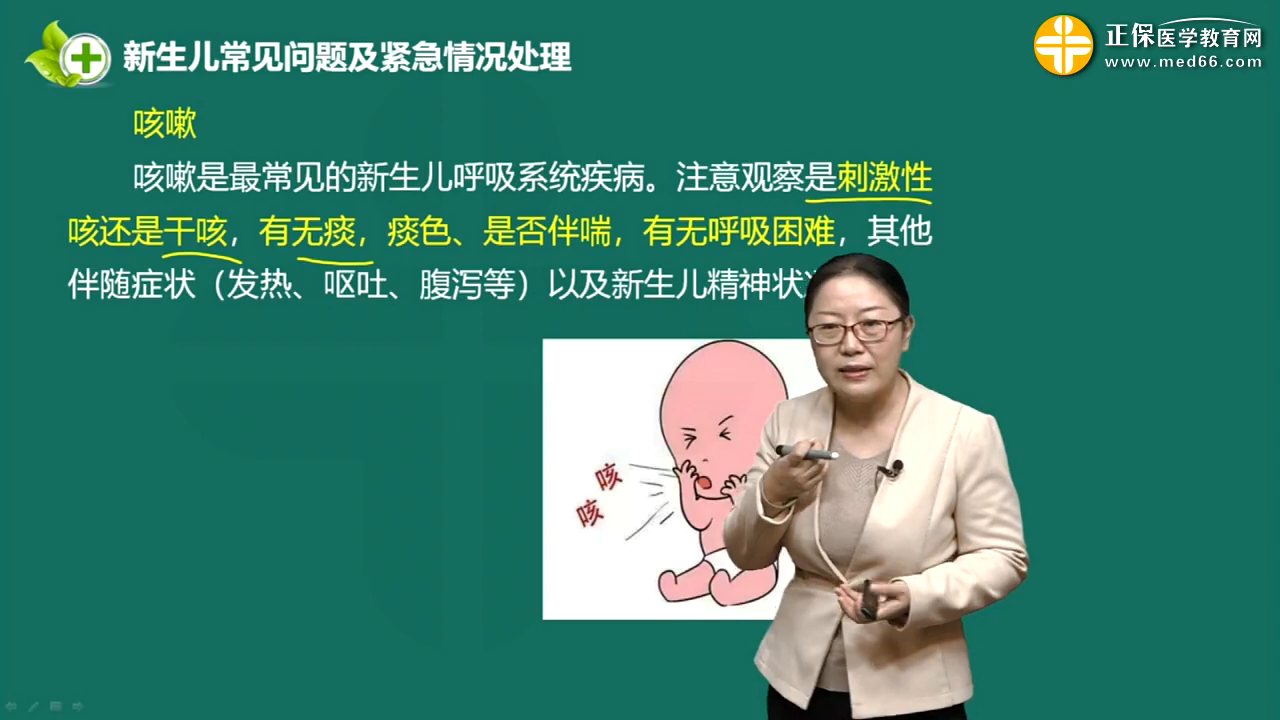 新生儿常见问题及紧急情况处理
正保医学教育网
www.med66.com
咳嗽
咳嗽是最常见的新生儿呼吸系统疾病。注意观察是刺激性
咳还是干咳，有无痰，痰色、是否伴喘，有无呼吸困难，其他
伴随症状（发热、呕吐、腹泻等）以及新生儿精神状
咳
咳